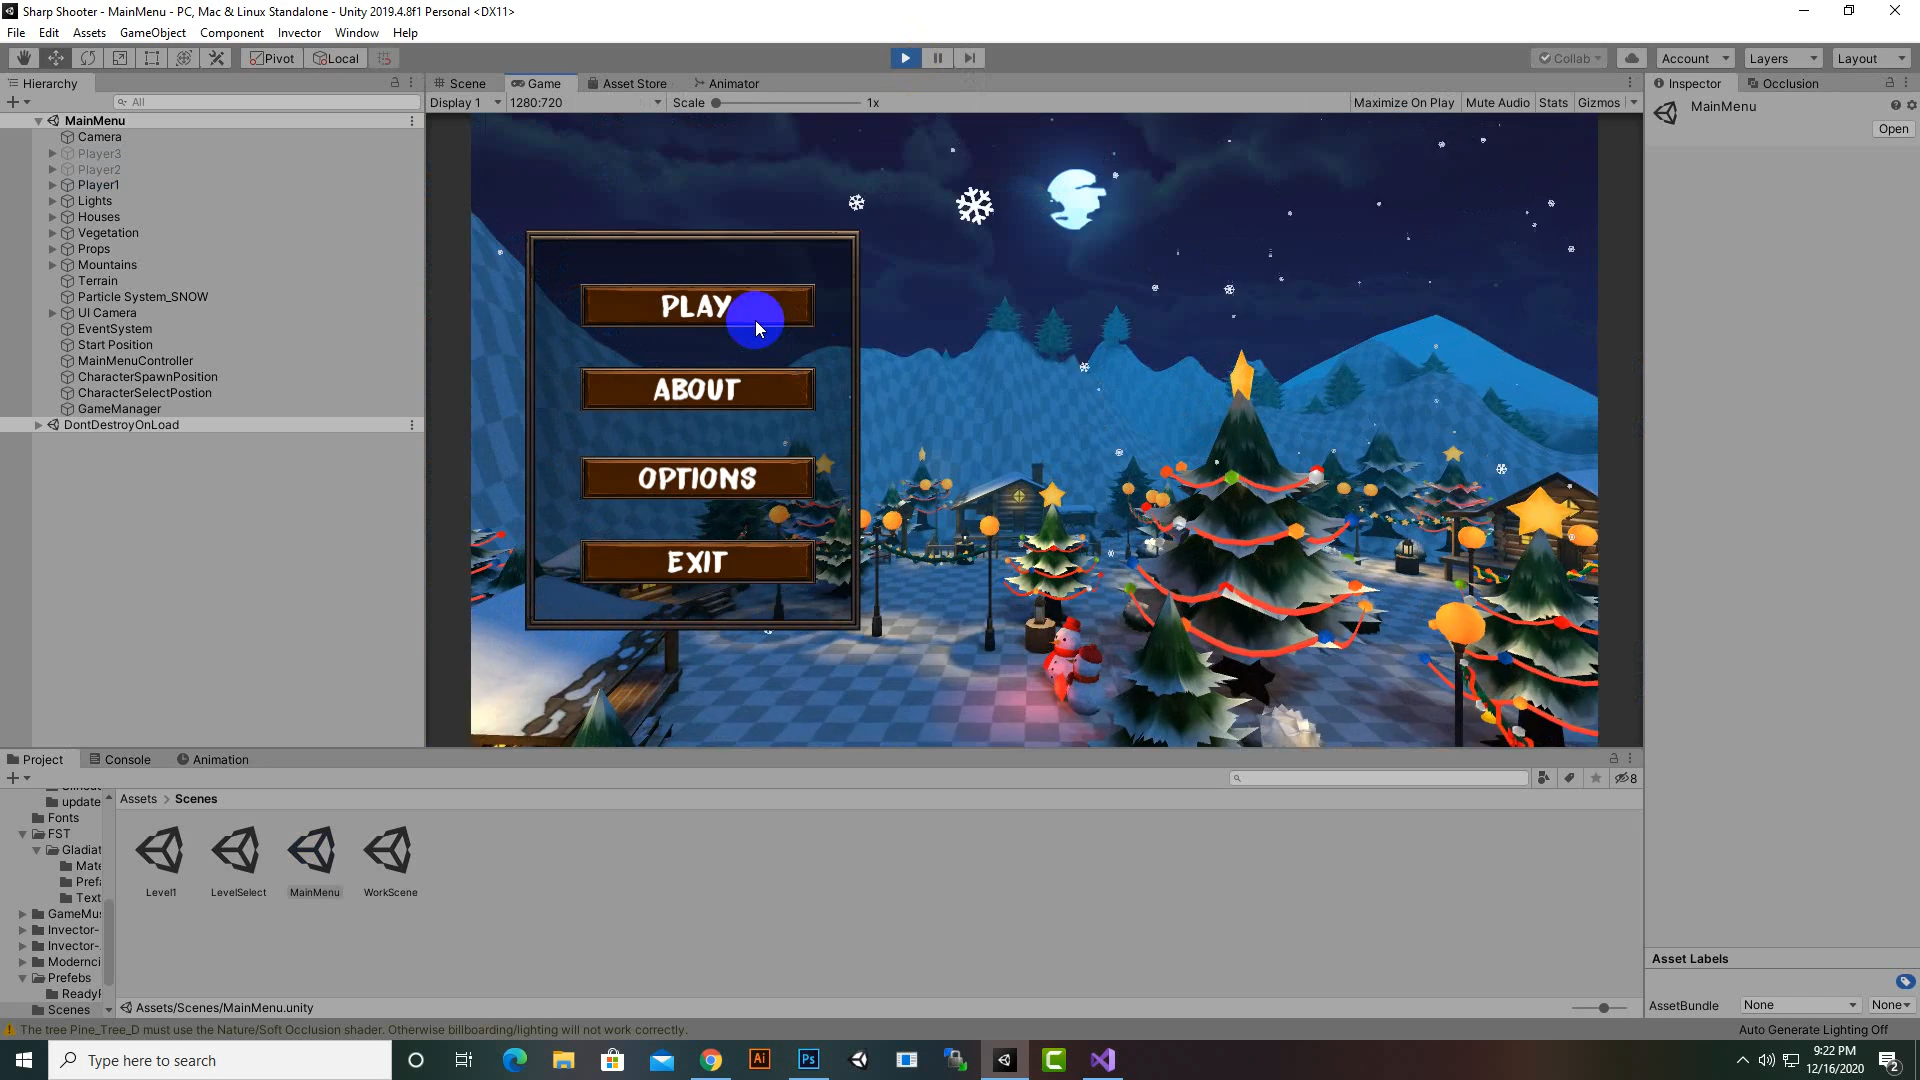 Sharp Shooter - MainMenu - PC, Mac & Linux Standalone - Unity 2019.4.8f1 Personal <DX11>
File Edit Assets GameObject Component Invector Window Help
Pivot Local Collab Account Layers Layout
Hierarchy Scene Game Asset Store Animator Inspector Occlusion
All Display 1 1280:720 Scale 1x Maximize On Play Mute Audio Stats Gizmos
MainMenu
Open
MainMenu
Camera
Player3
Player2
Player1
Lights
Houses
Vegetation
Props
Mountains
Terrain
Particle System_SNOW
UI Camera
EventSystem
Start Position
MainMenuController
CharacterSpawnPosition
CharacterSelectPostion
GameManager
DontDestroyOnLoad
PLAY
ABOUT
OPTIONS
EXIT
Project Console Animation
8
Assets > Scenes
update
Fonts
FST
Gladiat
Mate
Prefa
Text
GameMus
Invector-
Invector-
Modernci
Prefebs
ReadyP
Scenes
Level1 LevelSelect MainMenu WorkScene
Assets/Scenes/MainMenu.unity
Asset Labels
AssetBundle None None
The tree Pine_Tree_D must use the Nature/Soft Occlusion shader. Otherwise billboarding/lighting will not work correctly.
Auto Generate Lighting Off
Type here to search
Ai Ps
9:22 PM
12/16/2020
2